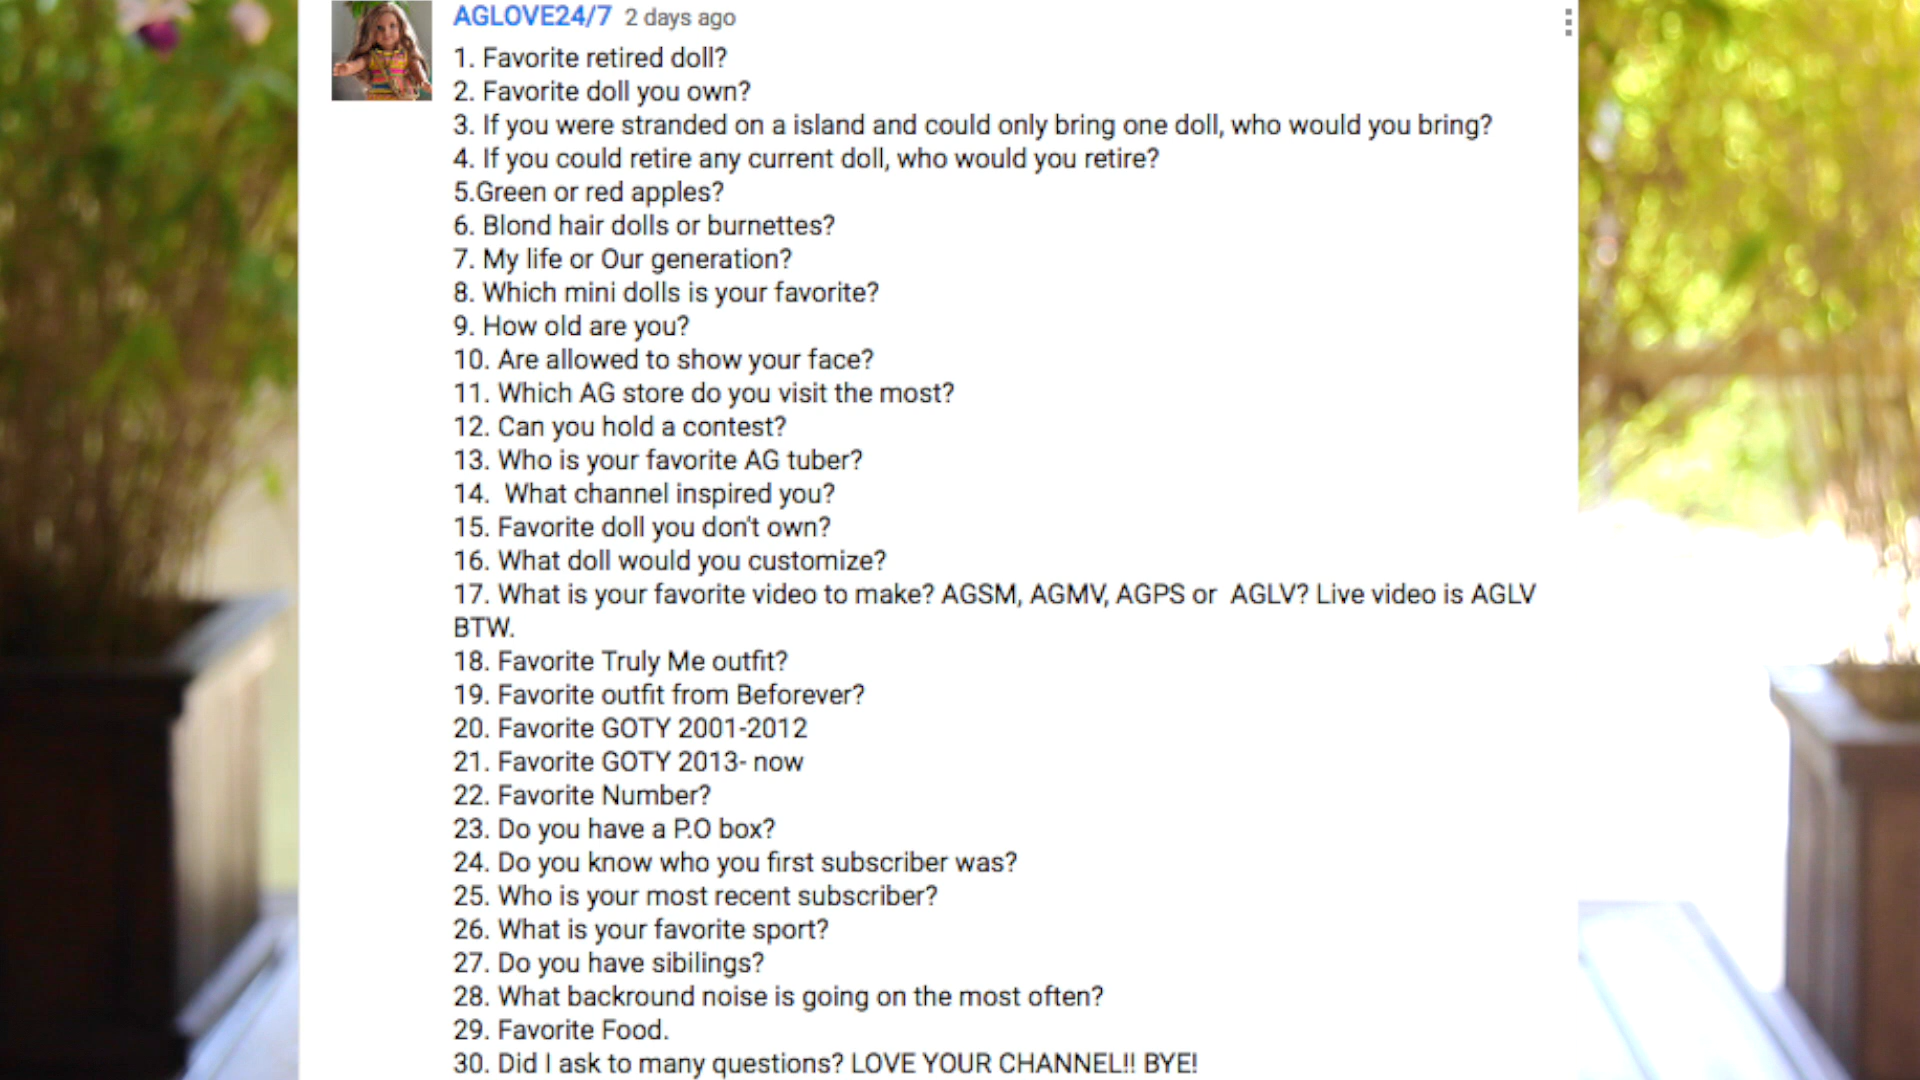 AGLOVE24/7 2 days ago
1. Favorite retired doll?
2. Favorite doll you own?
3. If you were stranded on a island and could only bring one doll, who would you bring?
4. If you could retire any current doll, who would you retire?
5.Green or red apples?
6. Blond hair dolls or burnettes?
7. My life or Our generation?
8. Which mini dolls is your favorite?
9. How old are you?
10. Are allowed to show your face?
11. Which AG store do you visit the most?
12. Can you hold a contest?
13. Who is your favorite AG tuber?
14.  What channel inspired you?
15. Favorite doll you don't own?
16. What doll would you customize?
17. What is your favorite video to make? AGSM, AGMV, AGPS or  AGLV? Live video is AGLV
BTW.
18. Favorite Truly Me outfit?
19. Favorite outfit from Beforever?
20. Favorite GOTY 2001-2012
21. Favorite GOTY 2013- now
22. Favorite Number?
23. Do you have a P.O box?
24. Do you know who you first subscriber was?
25. Who is your most recent subscriber?
26. What is your favorite sport?
27. Do you have sibilings?
28. What backround noise is going on the most often?
29. Favorite Food.
30. Did I ask to many questions? LOVE YOUR CHANNEL!! BYE!